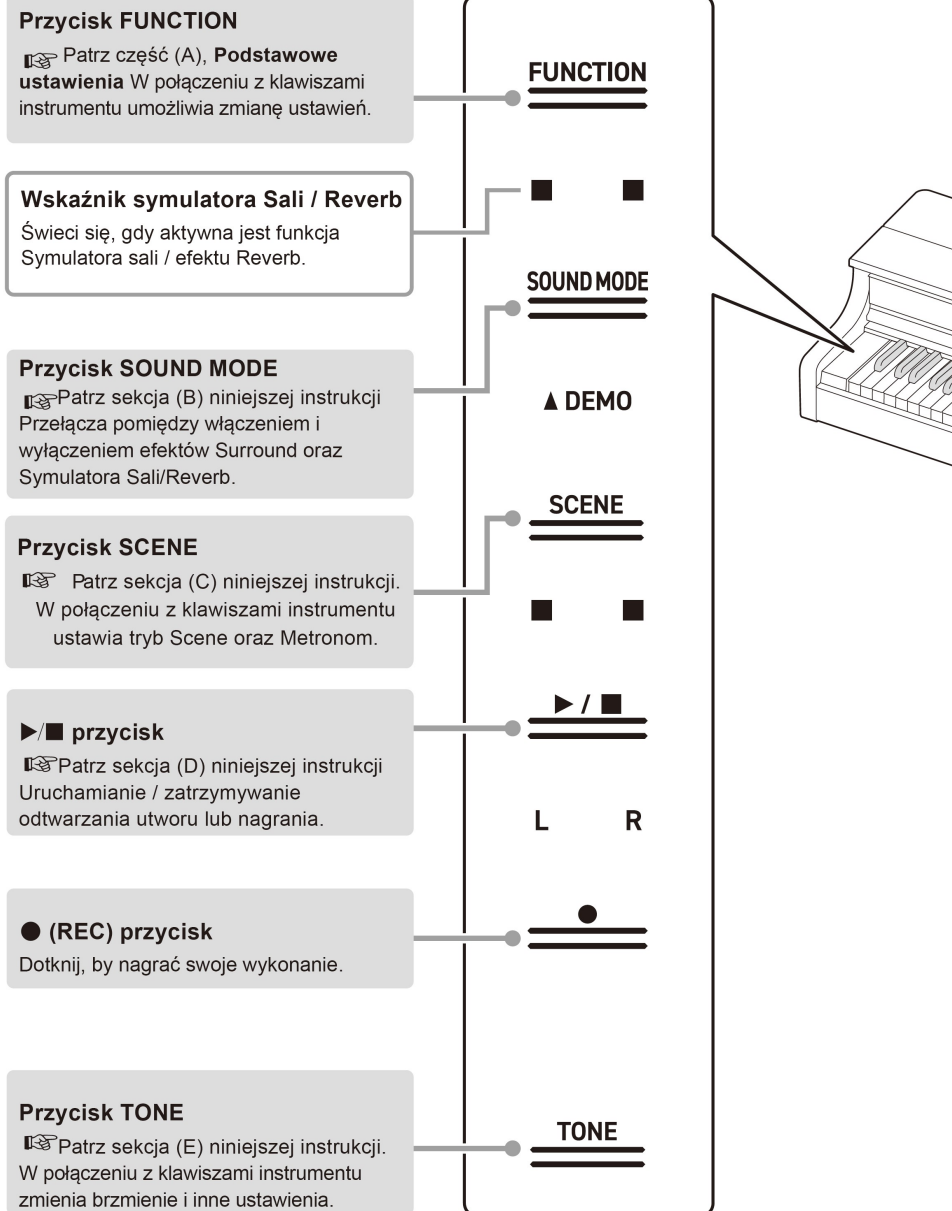 Przycisk FUNCTION
☞ Patrz część (A), Podstawowe
ustawienia W połączeniu z klawiszami
instrumentu umożliwia zmianę ustawień.
FUNCTION
Wskaźnik symulatora Sali / Reverb
Świeci się, gdy aktywna jest funkcja
Symulatora sali / efektu Reverb.
■ ■
SOUND MODE
Przycisk SOUND MODE
☞Patrz sekcja (B) niniejszej instrukcji
Przełącza pomiędzy włączeniem i
wyłączeniem efektów Surround oraz
Symulatora Sali/Reverb.
▲ DEMO
SCENE
Przycisk SCENE
☞ Patrz sekcja (C) niniejszej instrukcji.
W połączeniu z klawiszami instrumentu
ustawia tryb Scene oraz Metronom.
■ ■
▶ / ■
▶/■ przycisk
☞Patrz sekcja (D) niniejszej instrukcji
Uruchamianie / zatrzymywanie
odtwarzania utworu lub nagrania.
L R
●
● (REC) przycisk
Dotknij, by nagrać swoje wykonanie.
Przycisk TONE
☞Patrz sekcja (E) niniejszej instrukcji.
W połączeniu z klawiszami instrumentu
zmienia brzmienie i inne ustawienia.
TONE